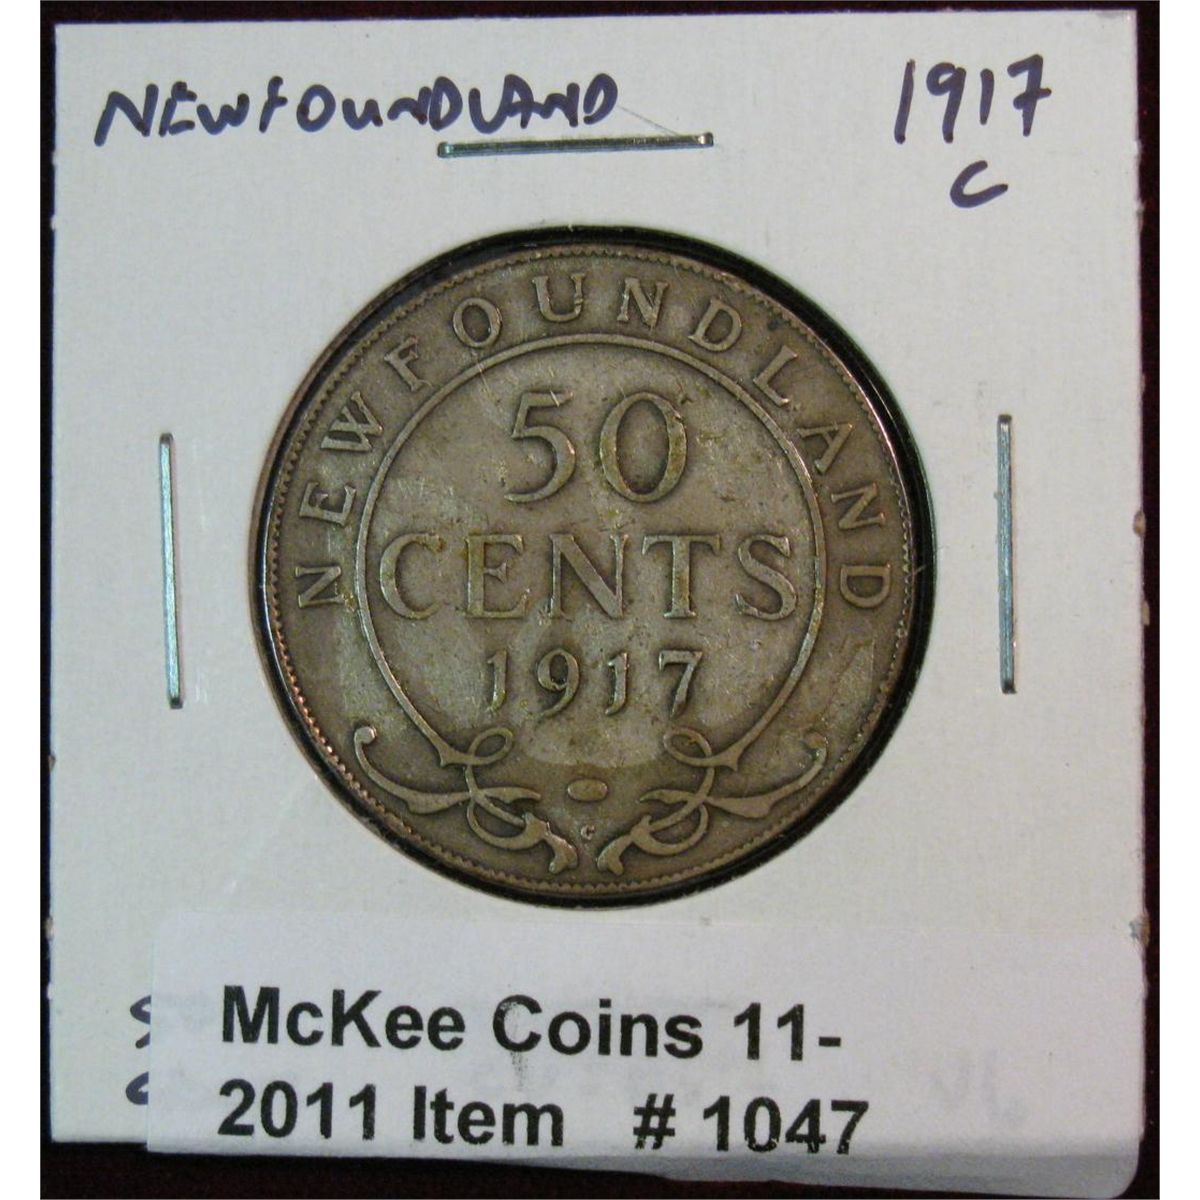 NEWFOUNDLAND 1917
C
NEWFOUNDLAND
50
CENTS
1917
C
McKee Coins 11-
2011 Item # 1047